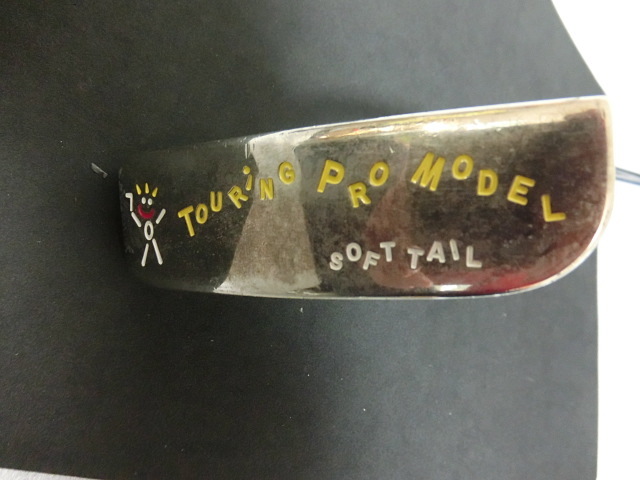 TOURiNG PRO MODEL
SOFT TAIL